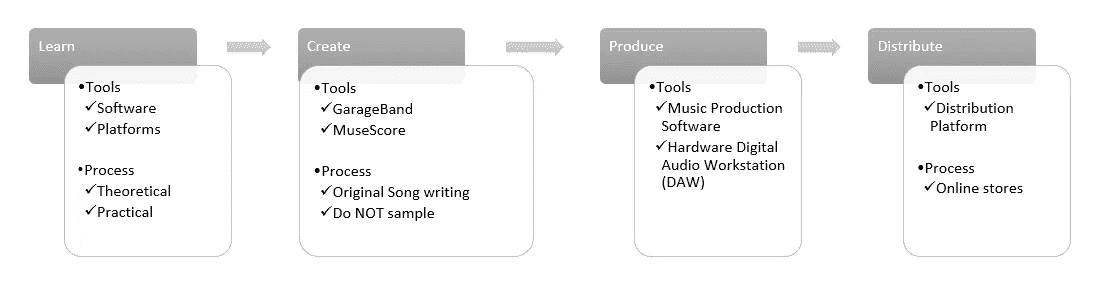 Learn
•Tools
✓Software
✓Platforms
•Process
✓Theoretical
✓Practical
Create
•Tools
✓GarageBand
✓MuseScore
•Process
✓Original Song writing
✓Do NOT sample
Produce
•Tools
✓Music Production
Software
✓Hardware Digital
Audio Workstation
(DAW)
Distribute
•Tools
✓Distribution
Platform
•Process
✓Online stores